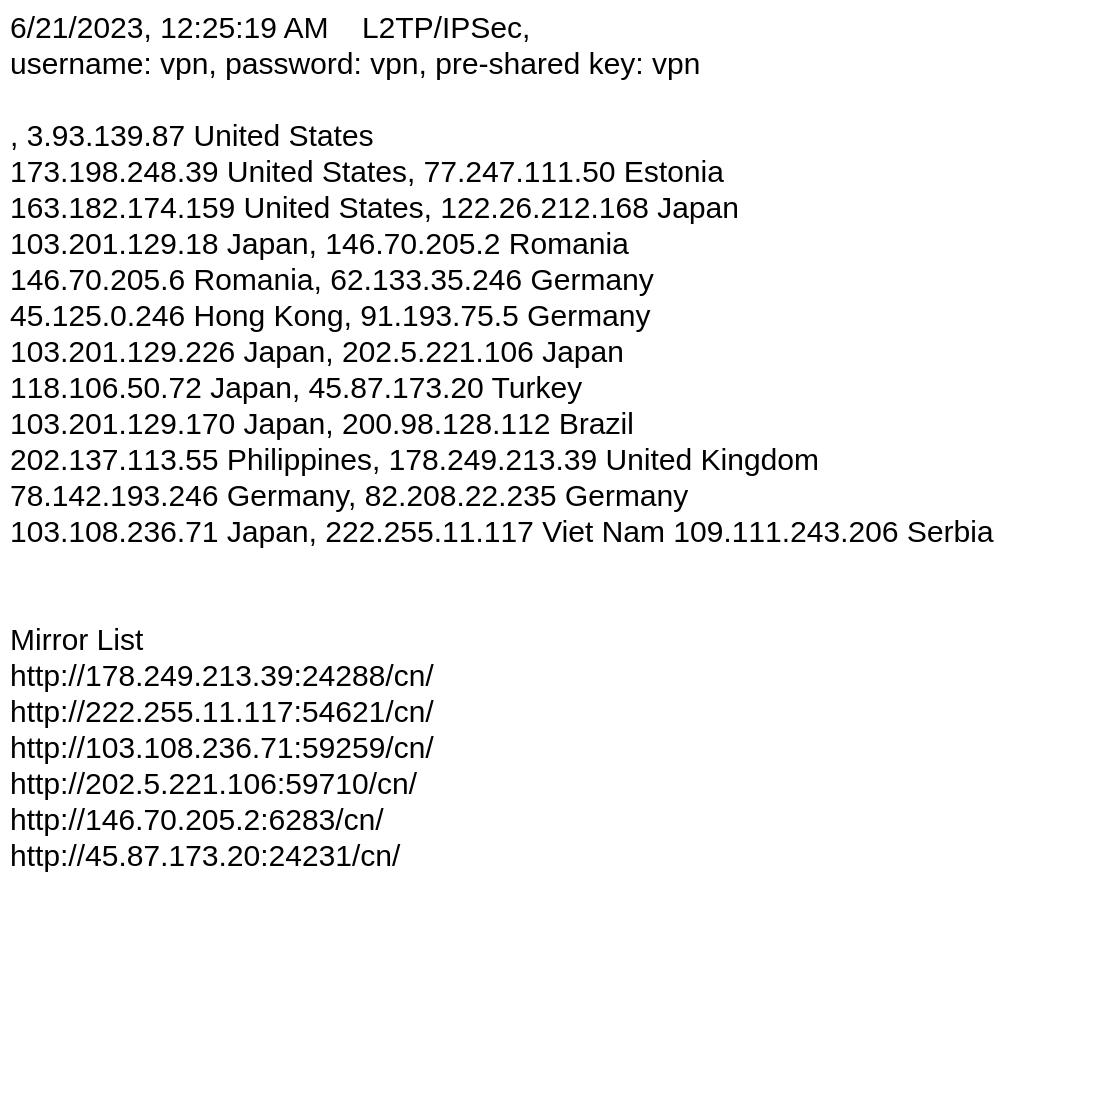 6/21/2023, 12:25:19 AM    L2TP/IPSec,
username: vpn, password: vpn, pre-shared key: vpn
, 3.93.139.87 United States
173.198.248.39 United States, 77.247.111.50 Estonia
163.182.174.159 United States, 122.26.212.168 Japan
103.201.129.18 Japan, 146.70.205.2 Romania
146.70.205.6 Romania, 62.133.35.246 Germany
45.125.0.246 Hong Kong, 91.193.75.5 Germany
103.201.129.226 Japan, 202.5.221.106 Japan
118.106.50.72 Japan, 45.87.173.20 Turkey
103.201.129.170 Japan, 200.98.128.112 Brazil
202.137.113.55 Philippines, 178.249.213.39 United Kingdom
78.142.193.246 Germany, 82.208.22.235 Germany
103.108.236.71 Japan, 222.255.11.117 Viet Nam 109.111.243.206 Serbia
Mirror List
http://178.249.213.39:24288/cn/
http://222.255.11.117:54621/cn/
http://103.108.236.71:59259/cn/
http://202.5.221.106:59710/cn/
http://146.70.205.2:6283/cn/
http://45.87.173.20:24231/cn/